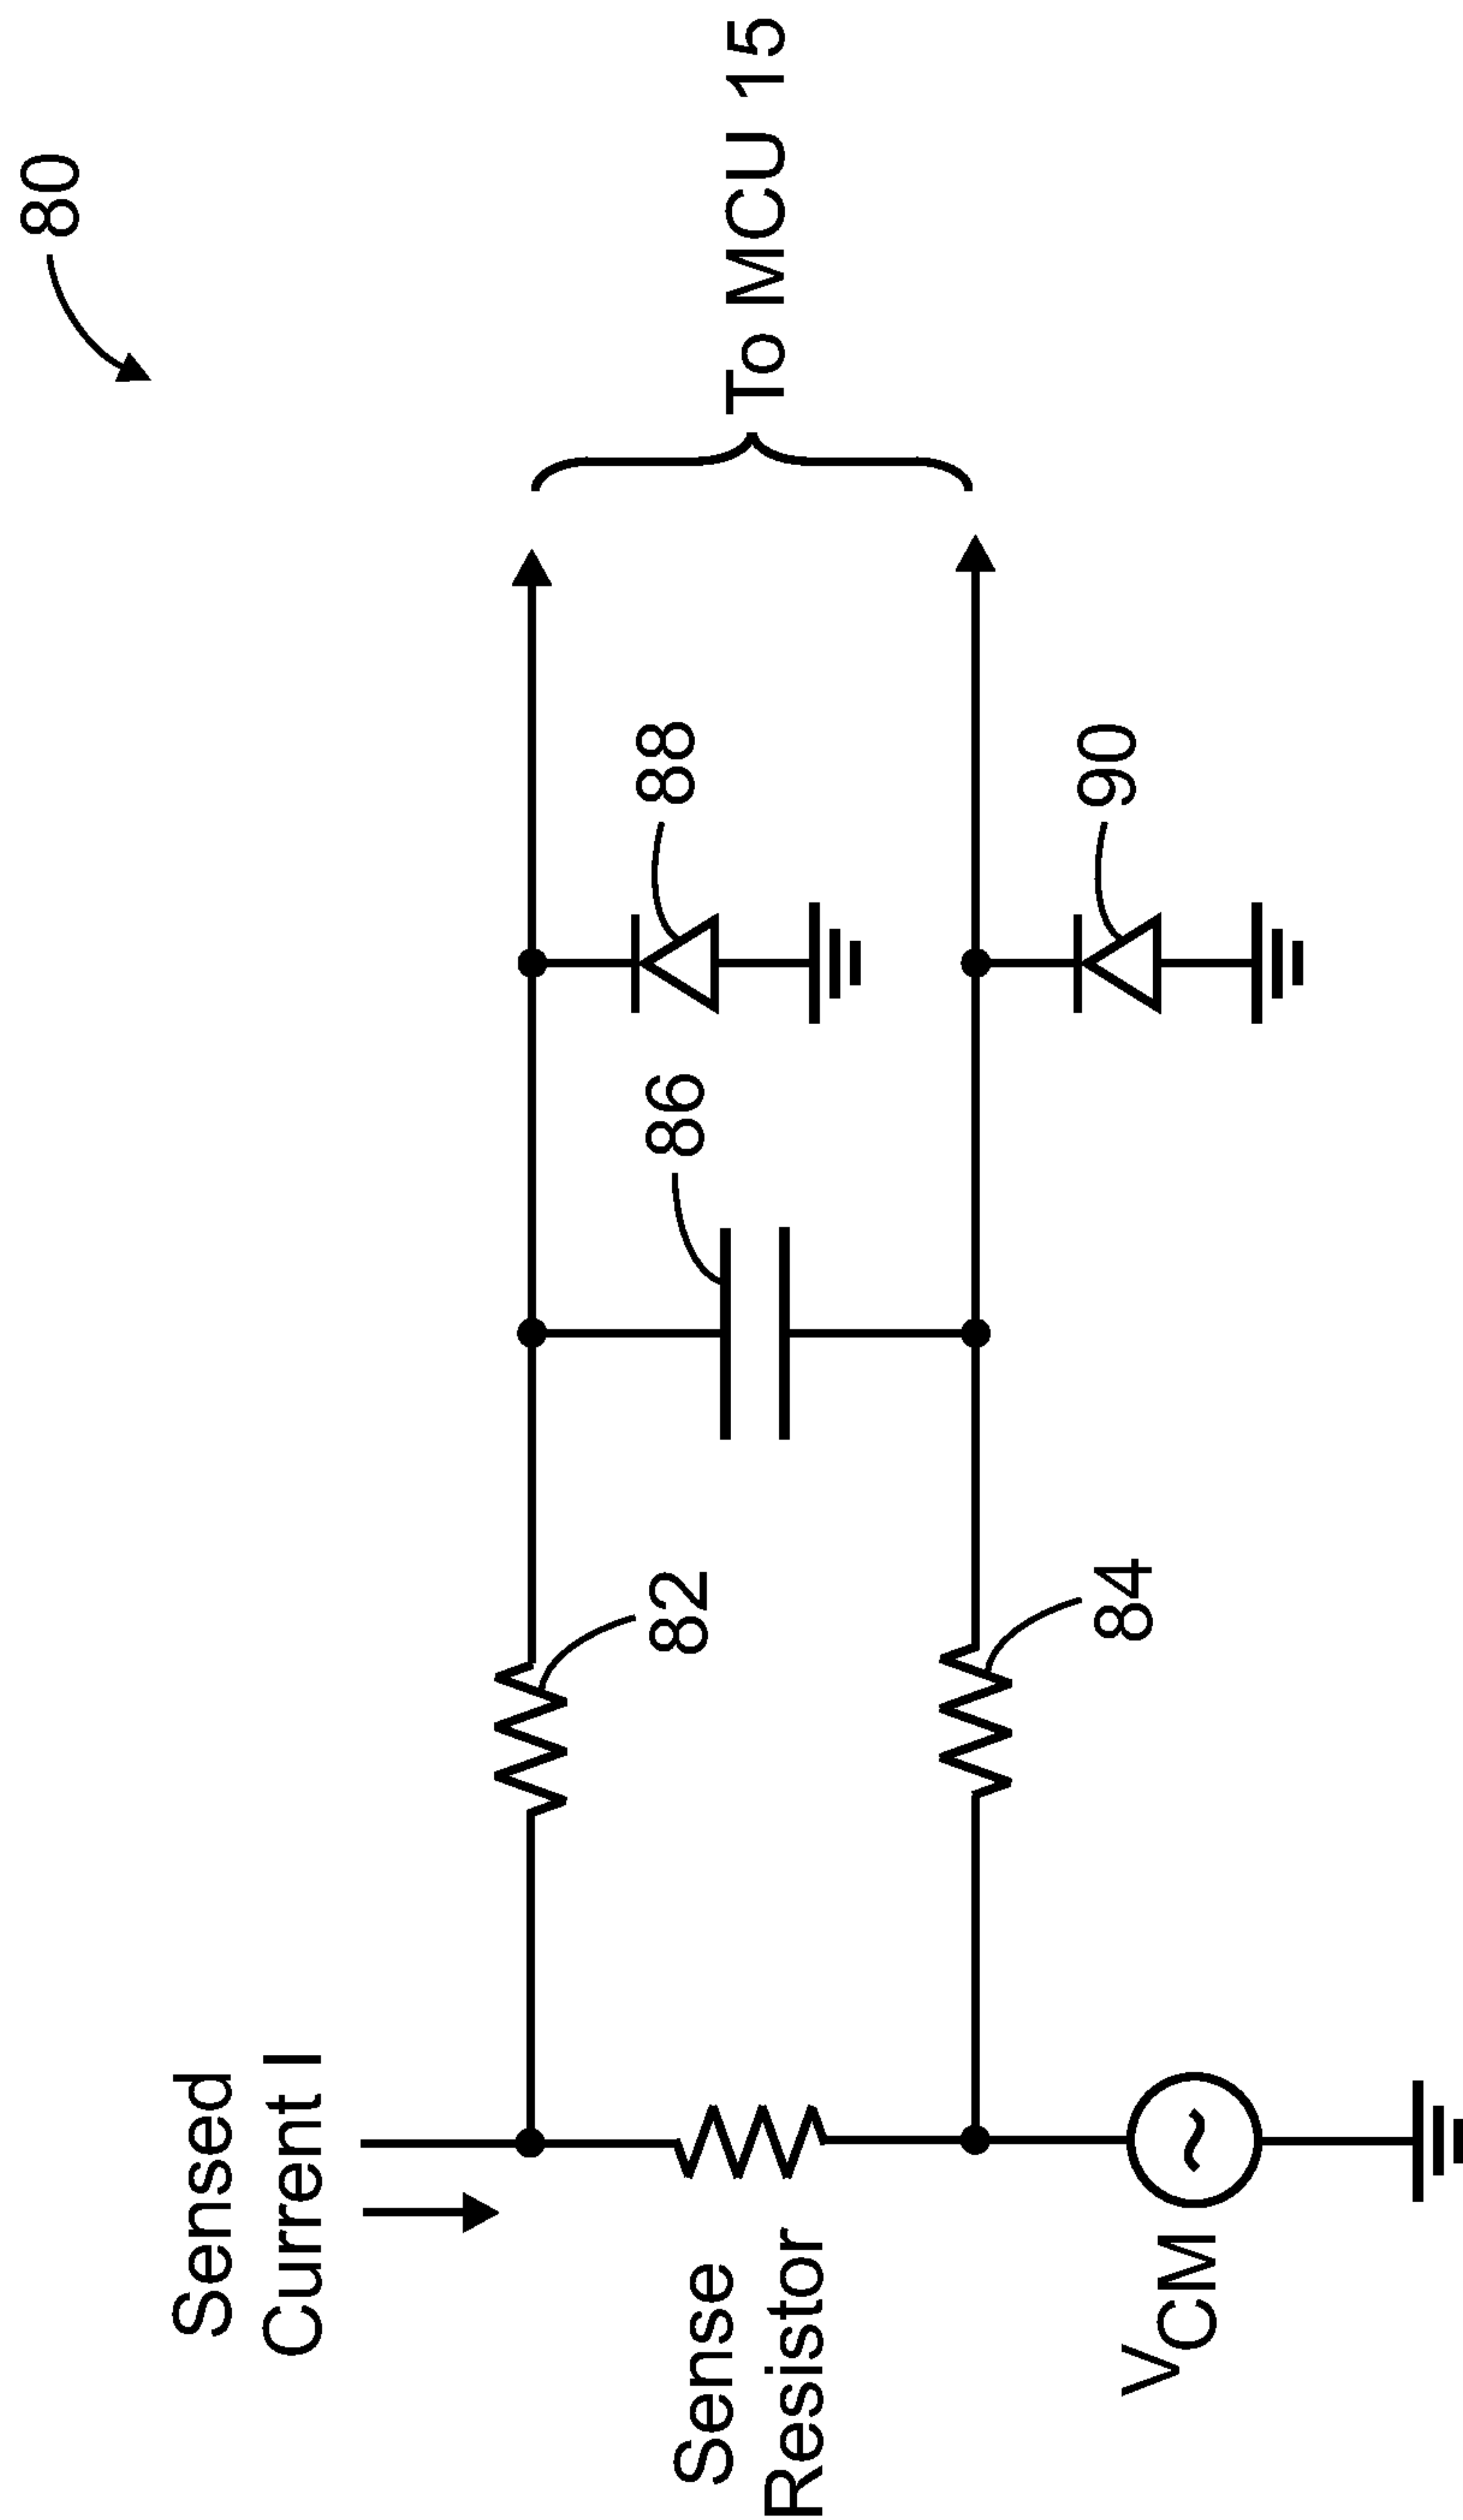 80
Sensed
Current I
82
86
88
To MCU 15
Sense
Resistor
84
90
VCM